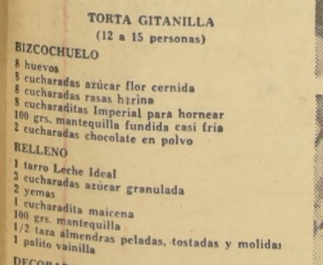 TORTA GITANILLA
(12 a 15 personas)
BIZCOCHUELO
8 huevos
8 cucharadas azúcar flor cernida
8 cucharadas rasas harina
8 cucharaditas Imperial para hornear
100 grs. mantequilla fundida casi fría
2 cucharadas chocolate en polvo
RELLENO
1 tarro Leche Ideal
3 cucharadas azúcar granulada
2 yemas
1 cucharadita maicena
100 grs. mantequilla
1/2 taza almendras peladas, tostadas y molidas
1 palito vainilla